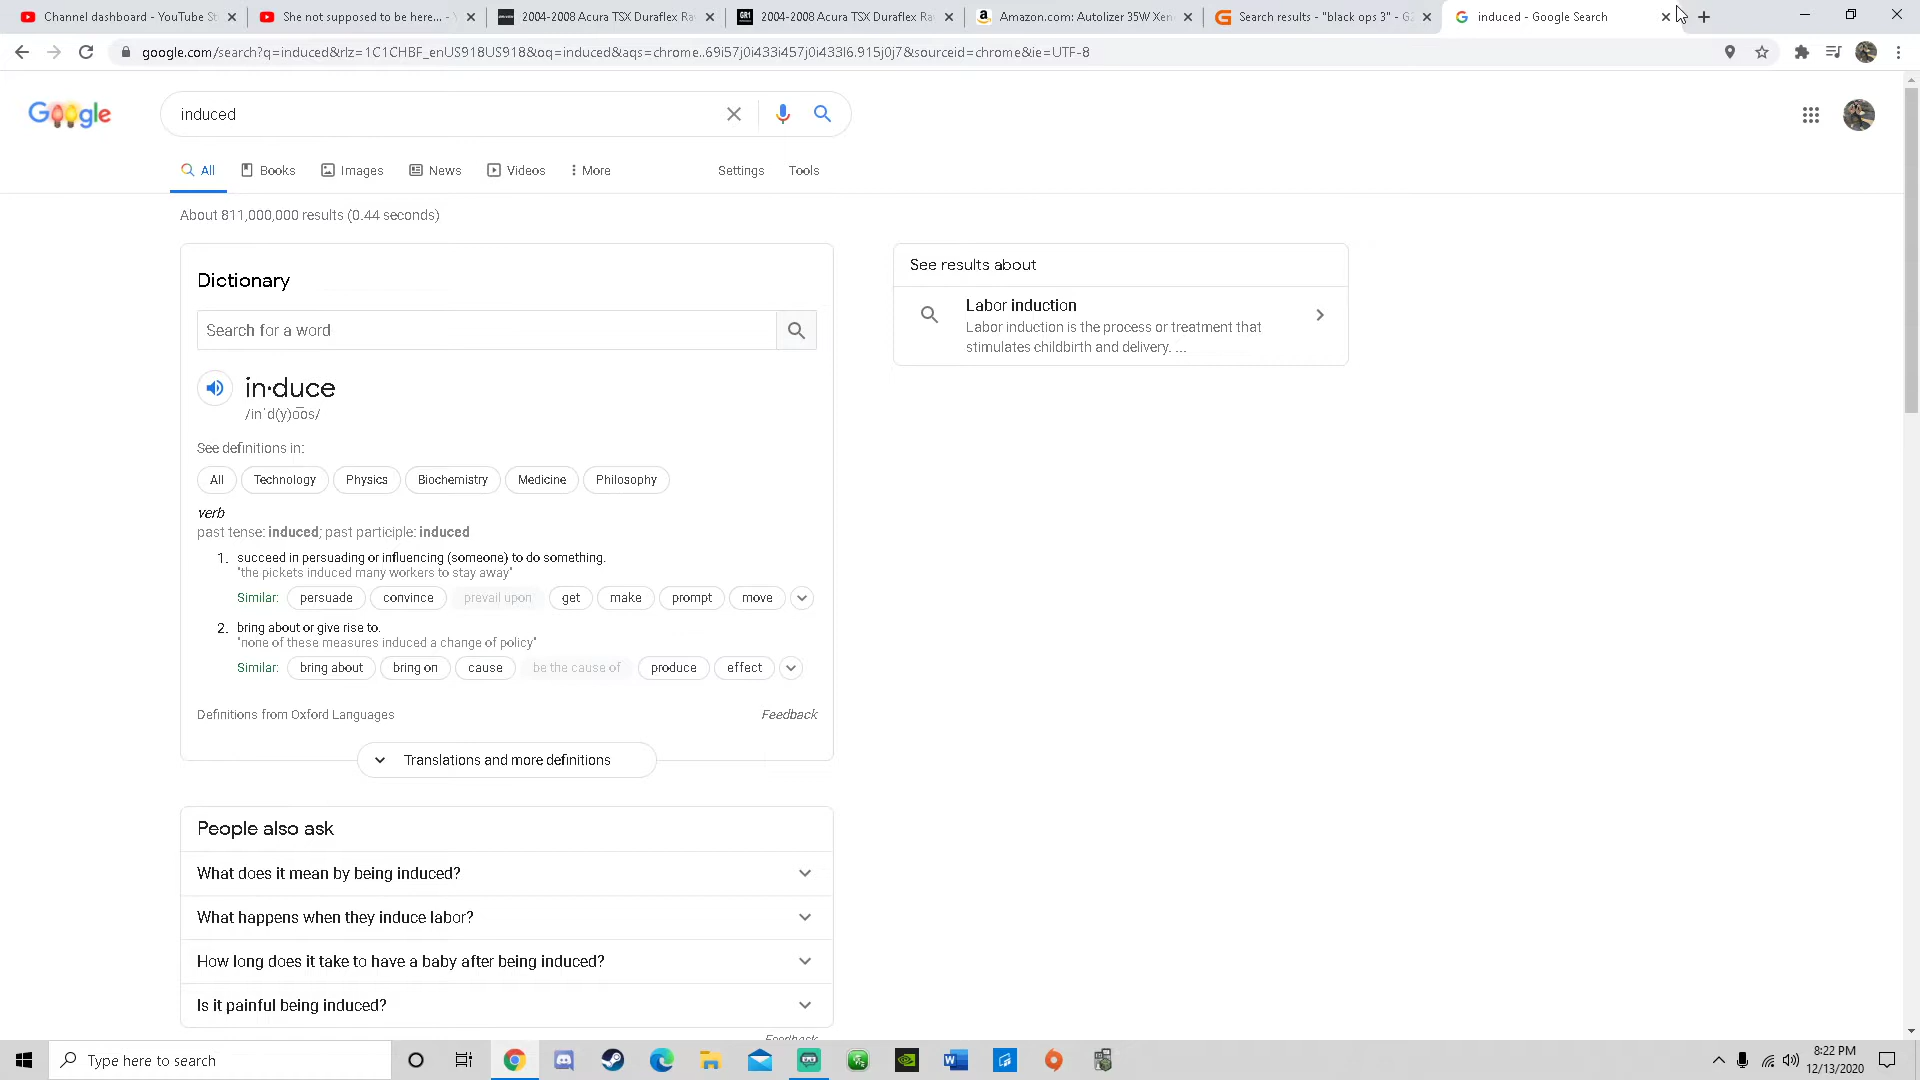 Channel dashboard - YouTube St
She not supposed to be here... - Y
2004-2008 Acura TSX Duraflex Ra
2004-2008 Acura TSX Duraflex Ra
Amazon.com: Autolizer 35W Xen
Search results - "black ops 3" - G2
induced - Google Search
google.com/search?q=induced&rlz=1C1CHBF_enUS918US918&oq=induced&aqs=chrome..69i57j0i433i457j0i433l6.915j0j7&sourceid=chrome&ie=UTF-8
Google
induced
All Books Images News Videos More Settings Tools
About 811,000,000 results (0.44 seconds)
Dictionary
Search for a word
in·duce
/inˈd(y)o͞os/
See definitions in:
All Technology Physics Biochemistry Medicine Philosophy
verb
past tense: induced; past participle: induced
1. succeed in persuading or influencing (someone) to do something.
"the pickets induced many workers to stay away"
Similar: persuade convince prevail upon get make prompt move
2. bring about or give rise to.
"none of these measures induced a change of policy"
Similar: bring about bring on cause be the cause of produce effect
Definitions from Oxford Languages
Feedback
Translations and more definitions
See results about
Labor induction
Labor induction is the process or treatment that
stimulates childbirth and delivery. ...
People also ask
What does it mean by being induced?
What happens when they induce labor?
How long does it take to have a baby after being induced?
Is it painful being induced?
Feedback
Type here to search
8:22 PM
12/13/2020